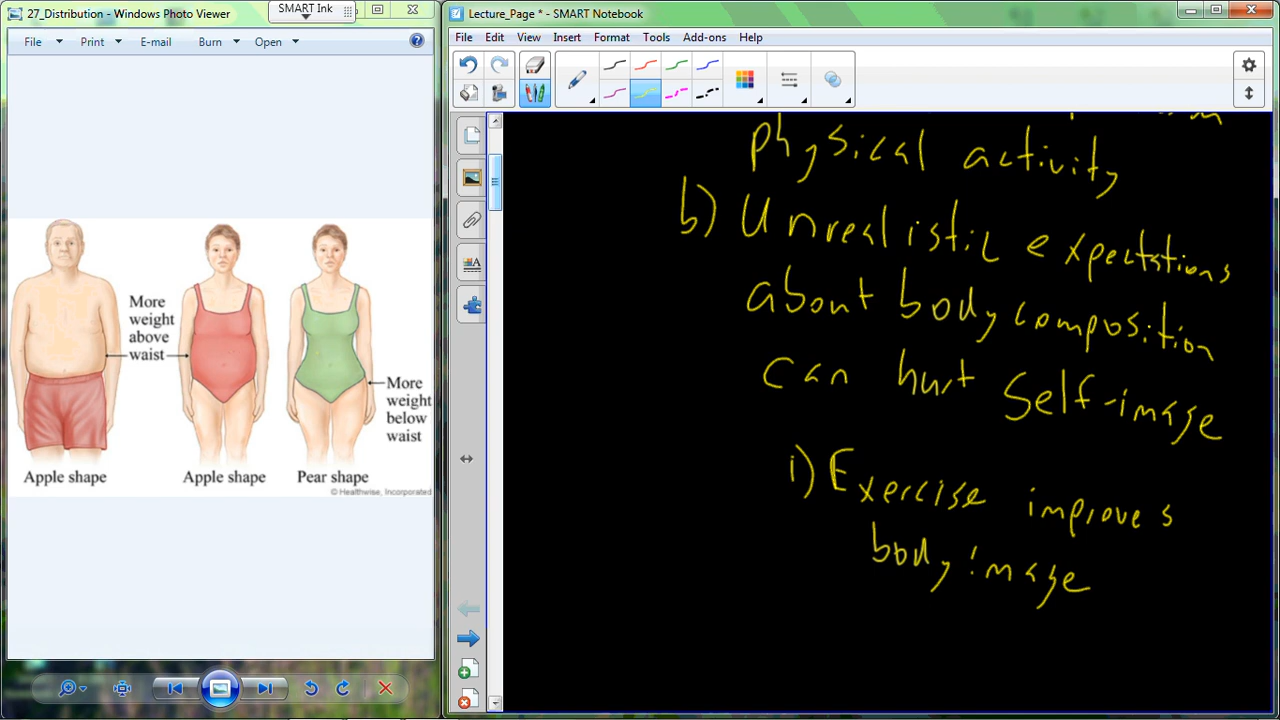 27_Distribution - Windows Photo Viewer
SMART Ink
File Print E-mail Burn Open
More
weight
above
waist
More
weight
below
waist
Apple shape Apple shape Pear shape
© Healthwise, Incorporated
Lecture_Page * - SMART Notebook
File Edit View Insert Format Tools Add-ons Help
physical activity
b) Unrealistic expectations
about body composition
can hurt Self-image
i) Exercise improves
body image